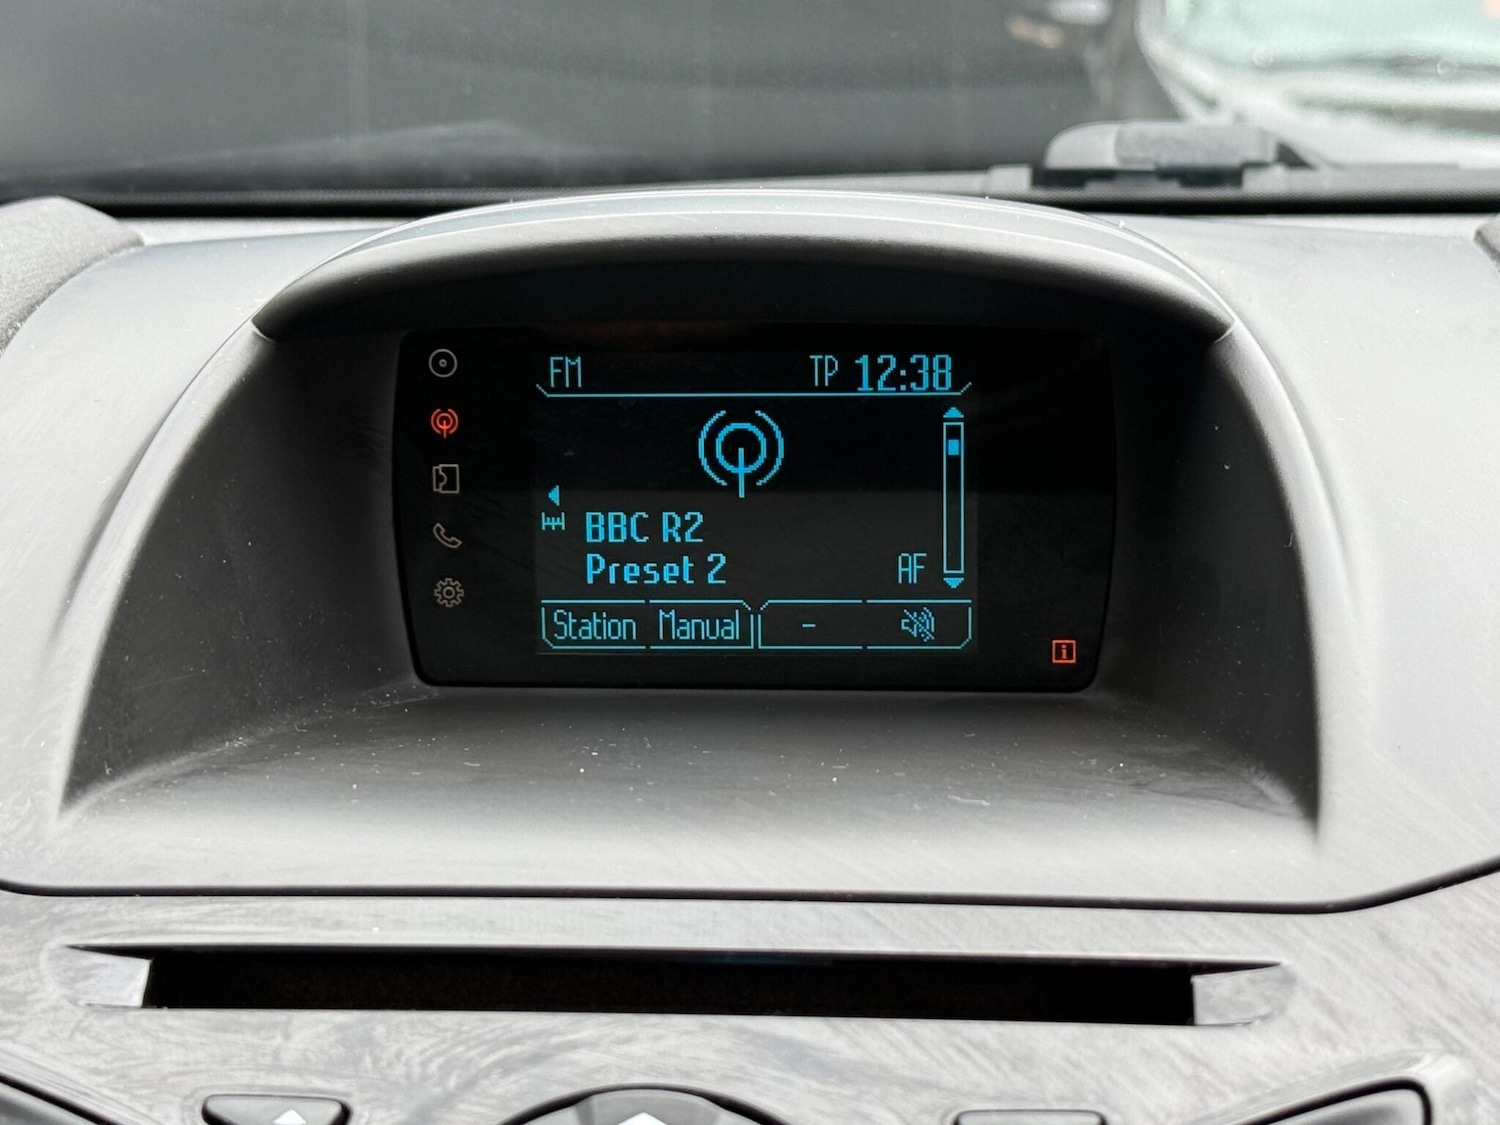 FM TP 12:38
BBC R2
Preset 2 AF
Station Manual -
i